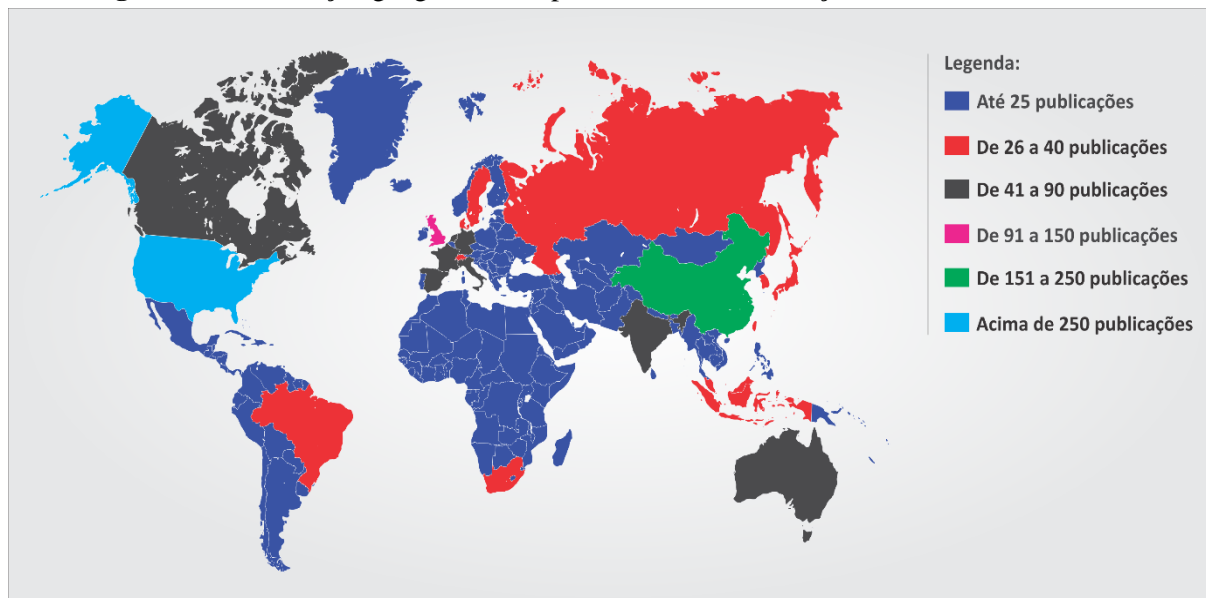 Legenda:
Até 25 publicações
De 26 a 40 publicações
De 41 a 90 publicações
De 91 a 150 publicações
De 151 a 250 publicações
Acima de 250 publicações